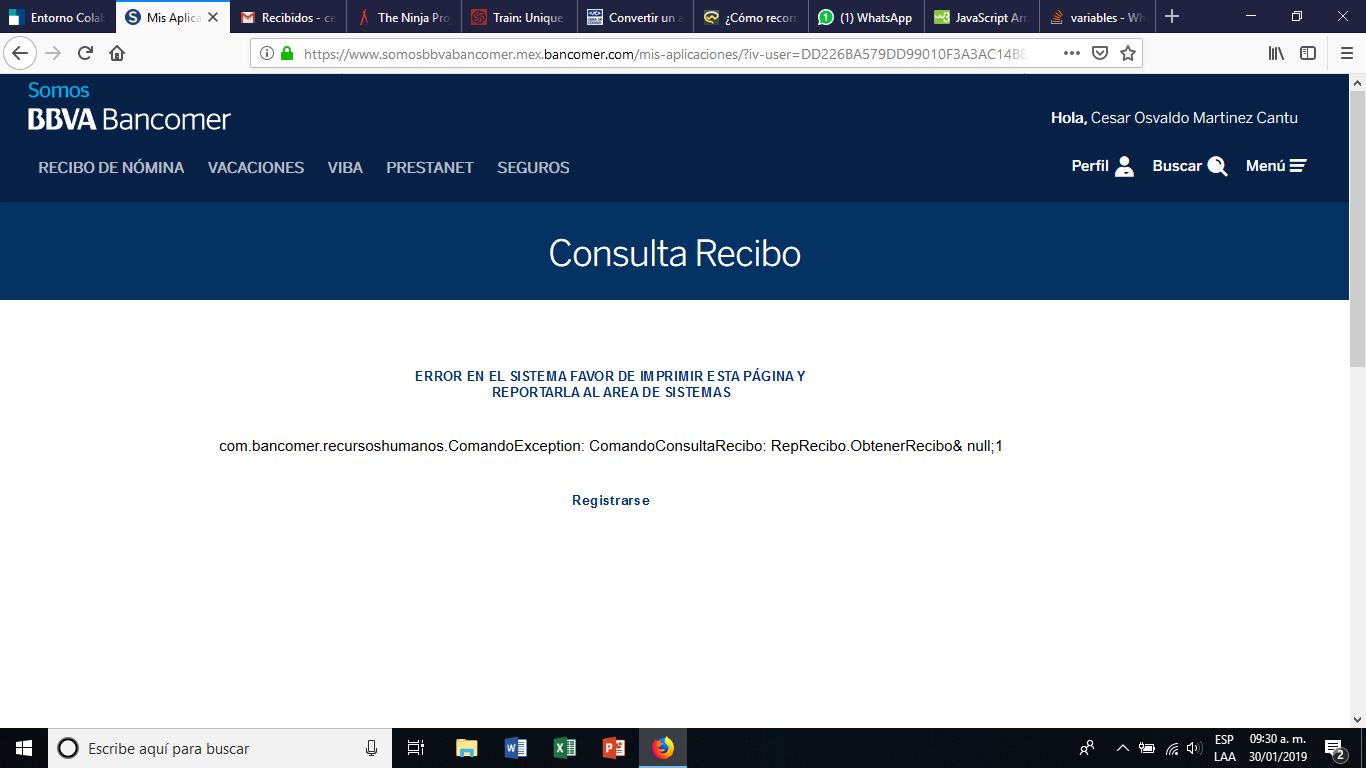 Entorno Colab
Mis Aplica
Recibidos - ce
The Ninja Pro
Train: Unique
Convertir un a
¿Cómo recorr
(1) WhatsApp
JavaScript Arr
variables - Wh
https://www.somosbbvabancomer.mex.bancomer.com/mis-aplicaciones/?iv-user=DD226BA579DD99010F3A3AC14B8
Somos
BBVA Bancomer
Hola, Cesar Osvaldo Martinez Cantu
RECIBO DE NÓMINA VACACIONES VIBA PRESTANET SEGUROS
Perfil Buscar Menú
Consulta Recibo
ERROR EN EL SISTEMA FAVOR DE IMPRIMIR ESTA PÁGINA Y
REPORTARLA AL AREA DE SISTEMAS
com.bancomer.recursoshumanos.ComandoException: ComandoConsultaRecibo: RepRecibo.ObtenerRecibo& null;1
Registrarse
Escribe aquí para buscar
ESP
LAA
09:30 a. m.
30/01/2019
2